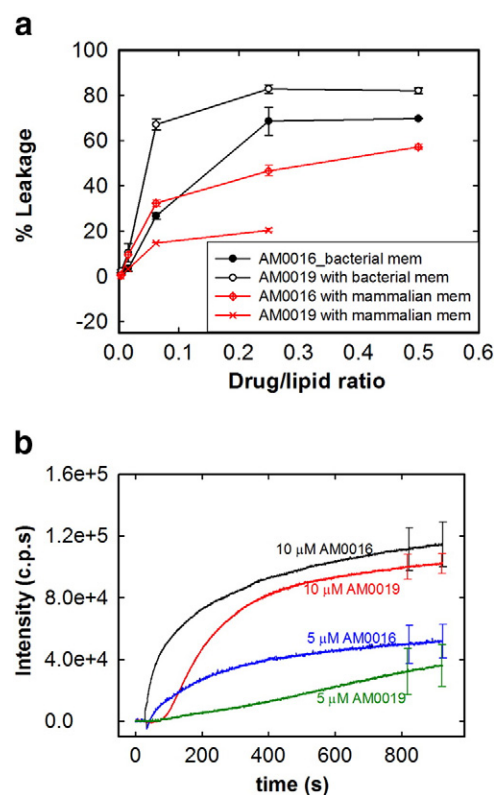 a
% Leakage
100
80
60
40
20
0
-20
AM0016_bacterial mem
AM0019 with bacterial mem
AM0016 with mammalian mem
AM0019 with mammalian mem
0.0 0.1 0.2 0.3 0.4 0.5 0.6
Drug/lipid ratio
b
Intensity (c.p.s)
1.6e+5
1.2e+5
8.0e+4
4.0e+4
0.0
10 μM AM0016
10 μM AM0019
5 μM AM0016
5 μM AM0019
0 200 400 600 800
time (s)